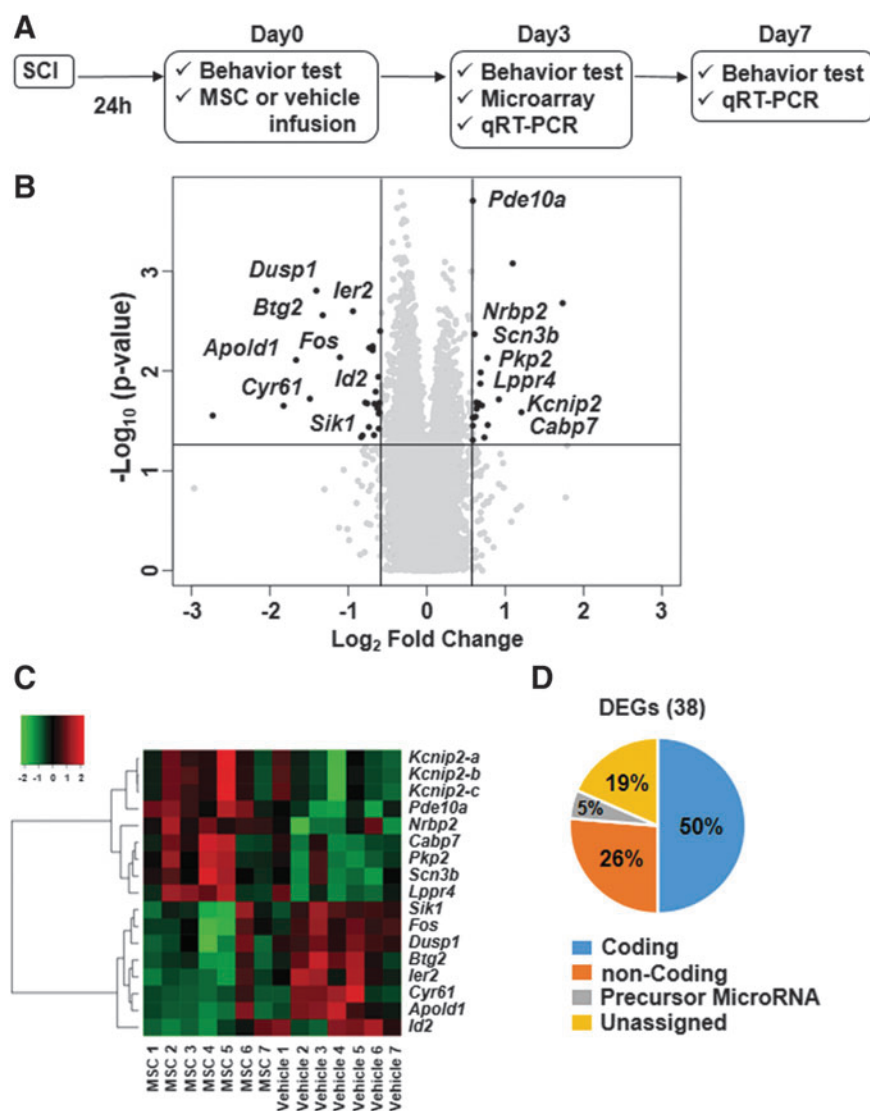 A
SCI
24h
Day0
✓ Behavior test
✓ MSC or vehicle
infusion
Day3
✓ Behavior test
✓ Microarray
✓ qRT-PCR
Day7
✓ Behavior test
✓ qRT-PCR
B
-Log10 (p-value)
3
2
1
0
Pde10a
Dusp1
Ier2
Btg2
Nrbp2
Scn3b
Apold1
Fos
Pkp2
Id2
Lppr4
Cyr61
Kcnip2
Sik1
Cabp7
-3 -2 -1 0 1 2 3
Log2 Fold Change
C
-2 -1 0 1 2
Kcnip2-a
Kcnip2-b
Kcnip2-c
Pde10a
Nrbp2
Cabp7
Pkp2
Scn3b
Lppr4
Sik1
Fos
Dusp1
Btg2
Ier2
Cyr61
Apold1
Id2
MSC 1
MSC 2
MSC 3
MSC 4
MSC 5
MSC 6
MSC 7
Vehicle 1
Vehicle 2
Vehicle 3
Vehicle 4
Vehicle 5
Vehicle 6
Vehicle 7
D
DEGs (38)
19%
5%
50%
26%
Coding
non-Coding
Precursor MicroRNA
Unassigned